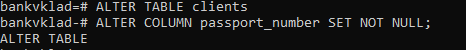 bankvklad=# ALTER TABLE clients
bankvklad-# ALTER COLUMN passport_number SET NOT NULL;
ALTER TABLE